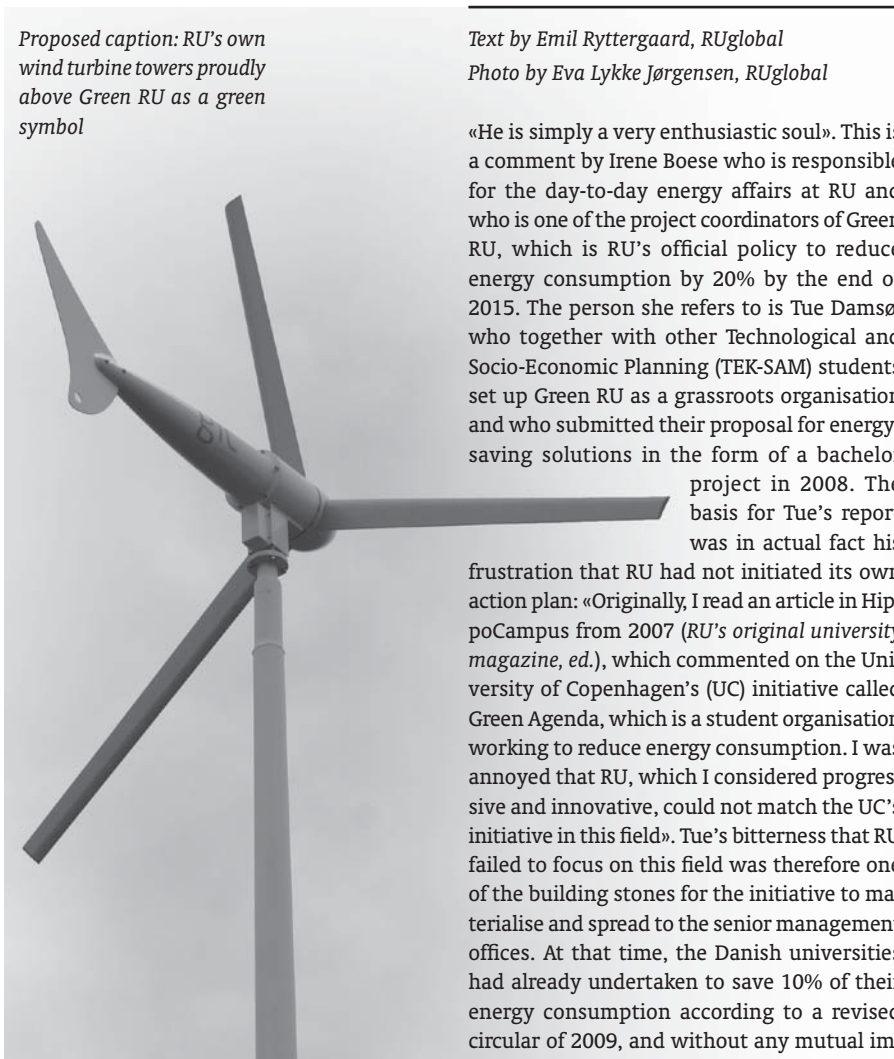 Proposed caption: RU's own
wind turbine towers proudly
above Green RU as a green
symbol
Text by Emil Ryttergaard, RUglobal
Photo by Eva Lykke Jørgensen, RUglobal
«He is simply a very enthusiastic soul». This is
a comment by Irene Boese who is responsible
for the day-to-day energy affairs at RU and
who is one of the project coordinators of Green
RU, which is RU's official policy to reduce
energy consumption by 20% by the end o
2015. The person she refers to is Tue Damsø
who together with other Technological and
Socio-Economic Planning (TEK-SAM) students
set up Green RU as a grassroots organisation
and who submitted their proposal for energy
saving solutions in the form of a bachelo
project in 2008. The
basis for Tue's repor
was in actual fact his
frustration that RU had not initiated its own
action plan: «Originally, I read an article in Hip
poCampus from 2007 (RU's original university
magazine, ed.), which commented on the Uni
versity of Copenhagen's (UC) initiative called
Green Agenda, which is a student organisation
working to reduce energy consumption. I was
annoyed that RU, which I considered progres
sive and innovative, could not match the UC's
initiative in this field». Tue's bitterness that RU
failed to focus on this field was therefore one
of the building stones for the initiative to ma
terialise and spread to the senior management
offices. At that time, the Danish universities
had already undertaken to save 10% of their
energy consumption according to a revised
circular of 2009, and without any mutual im